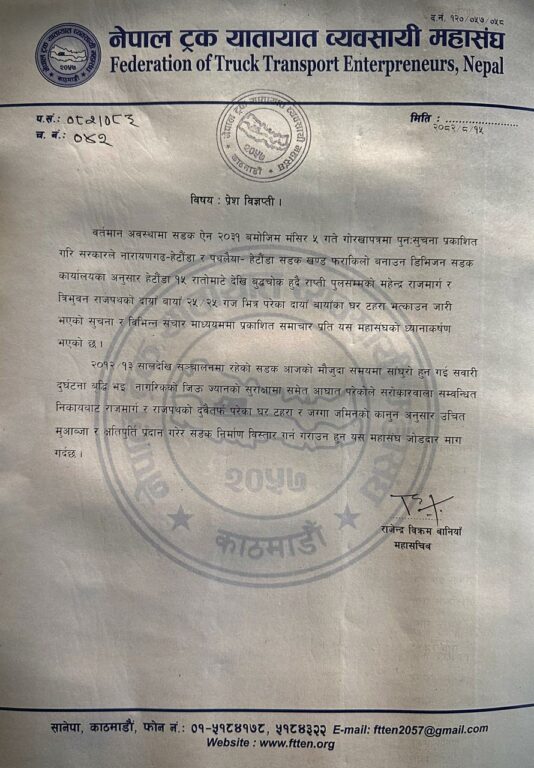 द.नं. १२०/०५७/०५८
नेपाल ट्रक यातायात व्यवसायी महासंघ
Federation of Truck Transport Enterpreneurs, Nepal
प.सं.: ०८२/०८३
च. नं.: ०४२
मिति : ........................
२०८२/८/१५
नेपाल ट्रक यातायात व्यवसायी महासंघ
२०५७
काठमाडौं
विषय : प्रेश विज्ञप्ती ।
वर्तमान अवस्थामा सडक ऐन २०३१ बमोजिम मंसिर ५ गते गोरखापत्रमा पुन:सुचना प्रकाशित
गरि सरकारले नारायणगढ-हेटौंडा र पथलैया- हेटौंडा सडक खण्ड फराकिलो बनाउन डिभिजन सडक
कार्यालयका अनुसार हेटौंडा १५ रातोमाटे देखि बुद्धचोक हुदै राप्ती पुलसम्मको महेन्द्र राजमार्ग र
त्रिभुवन राजपथको दायाँ बायाँ २५/२५ गज भित्र परेका दायाँ बायाँका घर टहरा भत्काउन जारी
भएको सुचना र विभिन्न संचार माध्यममा प्रकाशित समाचार प्रति यस महासंघको ध्यानाकर्षण
भएको छ ।
२०१२/१३ सालदेखि सञ्चालनमा रहेको सडक आजको मौजुदा समयमा साँघुरो हुन गई सवारी
दुर्घटना बृद्धि भइ नागरिकको जिऊ ज्यानको सुरक्षामा समेत आघात परेकोले सरोकारवाला सम्बन्धित
निकायबाट राजमार्ग र राजपथको दुवैतर्फ परेका घर टहरा र जग्गा जमिनको कानुन अनुसार उचित
मुआब्जा र क्षतिपुर्ति प्रदान गरेर सडक निर्माण विस्तार गर्न गराउन हुन यस महासंघ जोडदार माग
गर्दछ ।
राजेन्द्र विक्रम बानियाँ
महासचिव
सानेपा, काठमाडौं, फोन नं.: ०१-५१८४१७८, ५१८४३२२ E-mail: ftten2057@gmail.com
Website : www.ftten.org